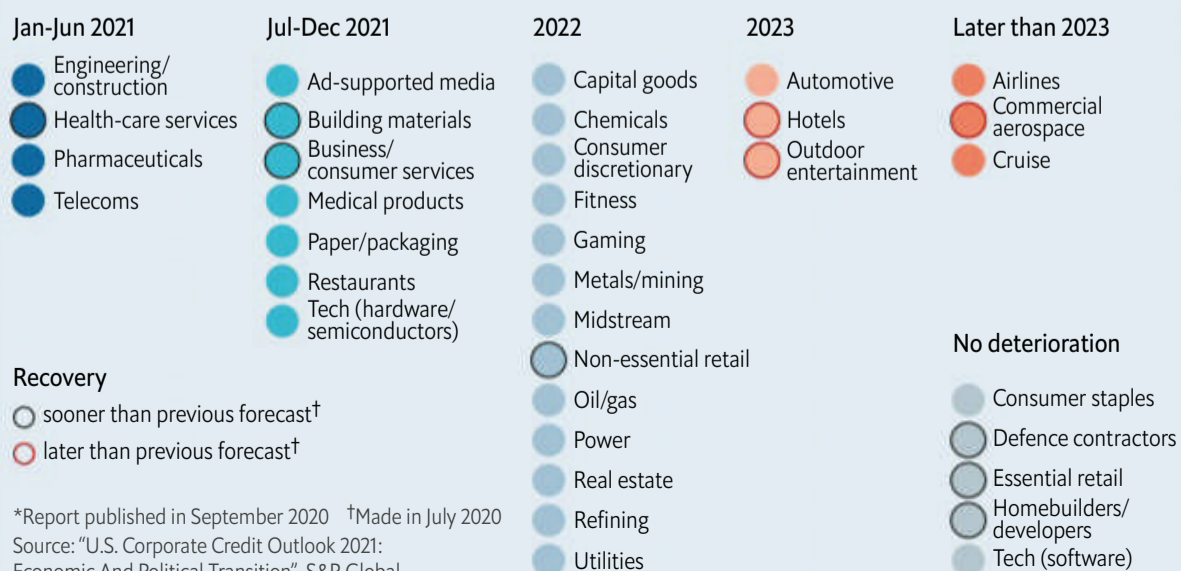 Jan-Jun 2021
Engineering/
construction
Health-care services
Pharmaceuticals
Telecoms
Jul-Dec 2021
Ad-supported media
Building materials
Business/
consumer services
Medical products
Paper/packaging
Restaurants
Tech (hardware/
semiconductors)
2022
Capital goods
Chemicals
Consumer
discretionary
Fitness
Gaming
Metals/mining
Midstream
Non-essential retail
Oil/gas
Power
Real estate
Refining
Utilities
2023
Automotive
Hotels
Outdoor
entertainment
Later than 2023
Airlines
Commercial
aerospace
Cruise
No deterioration
Consumer staples
Defence contractors
Essential retail
Homebuilders/
developers
Tech (software)
Recovery
sooner than previous forecast†
later than previous forecast†
*Report published in September 2020 †Made in July 2020
Source: “U.S. Corporate Credit Outlook 2021:
Economic And Political Transition”, S&P Global